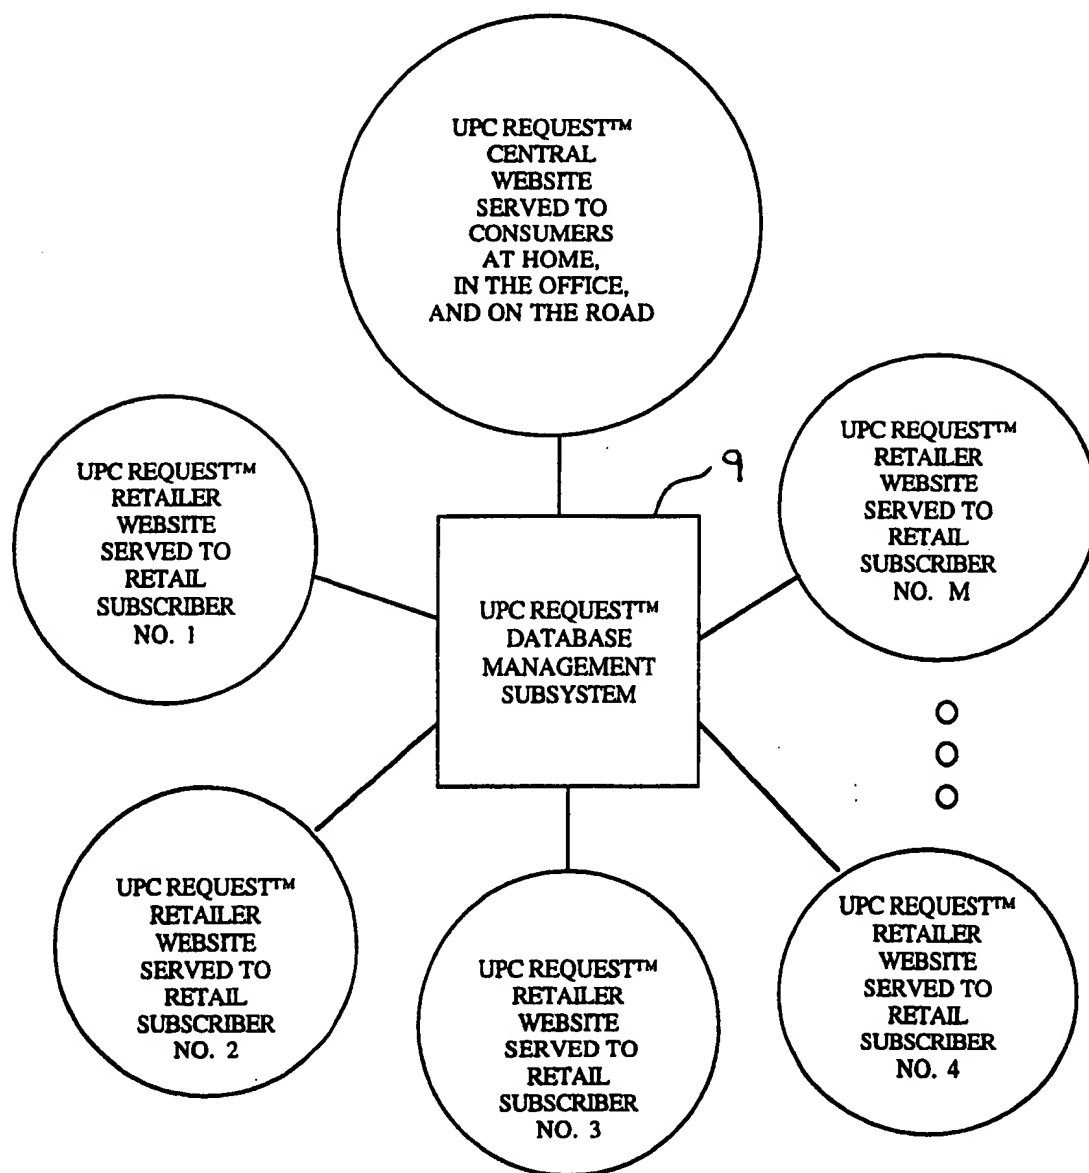 UPC REQUEST™
CENTRAL
WEBSITE
SERVED TO
CONSUMERS
AT HOME,
IN THE OFFICE,
AND ON THE ROAD
9
UPC REQUEST™
RETAILER
WEBSITE
SERVED TO
RETAIL
SUBSCRIBER
NO. 1
UPC REQUEST™
DATABASE
MANAGEMENT
SUBSYSTEM
UPC REQUEST™
RETAILER
WEBSITE
SERVED TO
RETAIL
SUBSCRIBER
NO. M
UPC REQUEST™
RETAILER
WEBSITE
SERVED TO
RETAIL
SUBSCRIBER
NO. 2
UPC REQUEST™
RETAILER
WEBSITE
SERVED TO
RETAIL
SUBSCRIBER
NO. 3
UPC REQUEST™
RETAILER
WEBSITE
SERVED TO
RETAIL
SUBSCRIBER
NO. 4